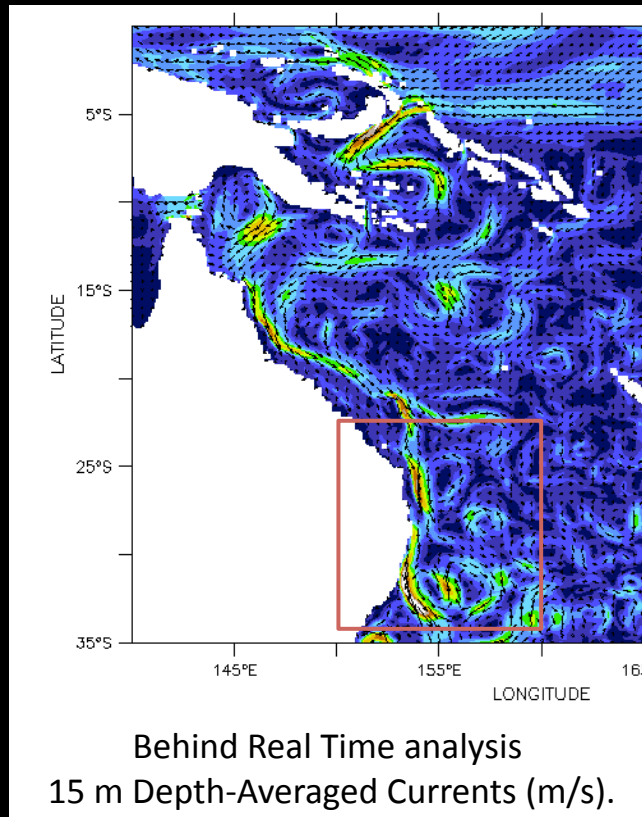 5°S
15°S
25°S
35°S
LATITUDE
145°E
155°E
LONGITUDE
Behind Real Time analysis
15 m Depth-Averaged Currents (m/s).